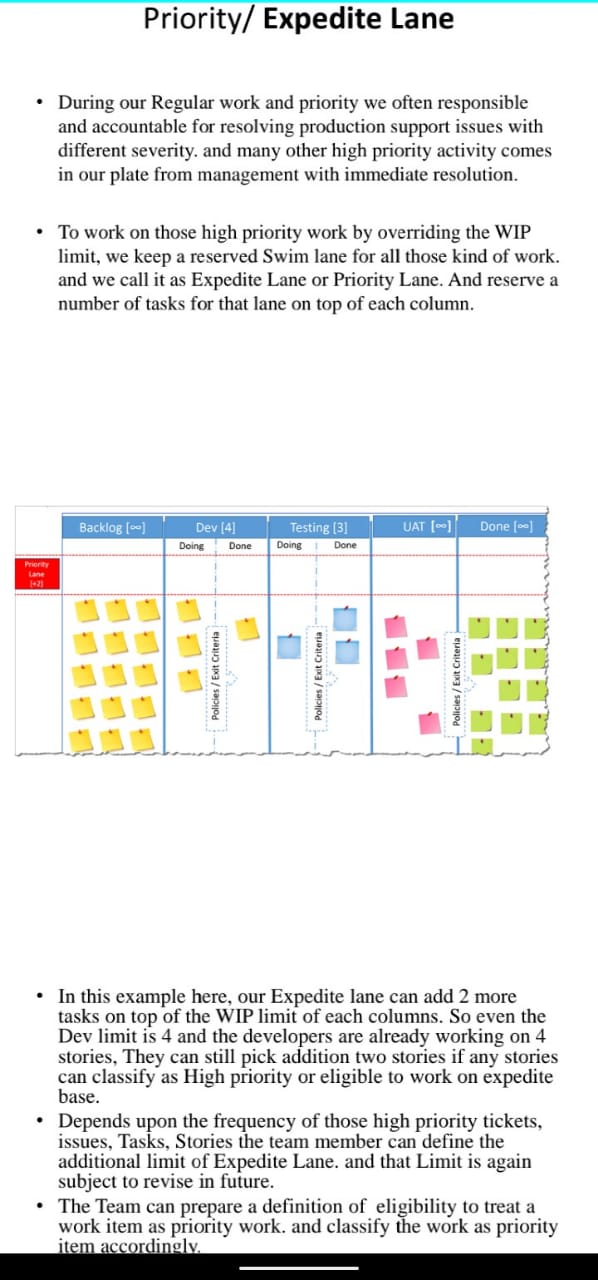 Priority/ Expedite Lane
• During our Regular work and priority we often responsible
and accountable for resolving production support issues with
different severity. and many other high priority activity comes
in our plate from management with immediate resolution.
• To work on those high priority work by overriding the WIP
limit, we keep a reserved Swim lane for all those kind of work.
and we call it as Expedite Lane or Priority Lane. And reserve a
number of tasks for that lane on top of each column.
Backlog [∞] Dev [4] Testing [3] UAT [∞] Done [∞]
Doing Done Doing Done
Priority
Lane
[+2]
Policies / Exit Criteria
Policies / Exit Criteria
Policies / Exit Criteria
• In this example here, our Expedite lane can add 2 more
tasks on top of the WIP limit of each columns. So even the
Dev limit is 4 and the developers are already working on 4
stories, They can still pick addition two stories if any stories
can classify as High priority or eligible to work on expedite
base.
• Depends upon the frequency of those high priority tickets,
issues, Tasks, Stories the team member can define the
additional limit of Expedite Lane. and that Limit is again
subject to revise in future.
• The Team can prepare a definition of eligibility to treat a
work item as priority work. and classify the work as priority
item accordingly.